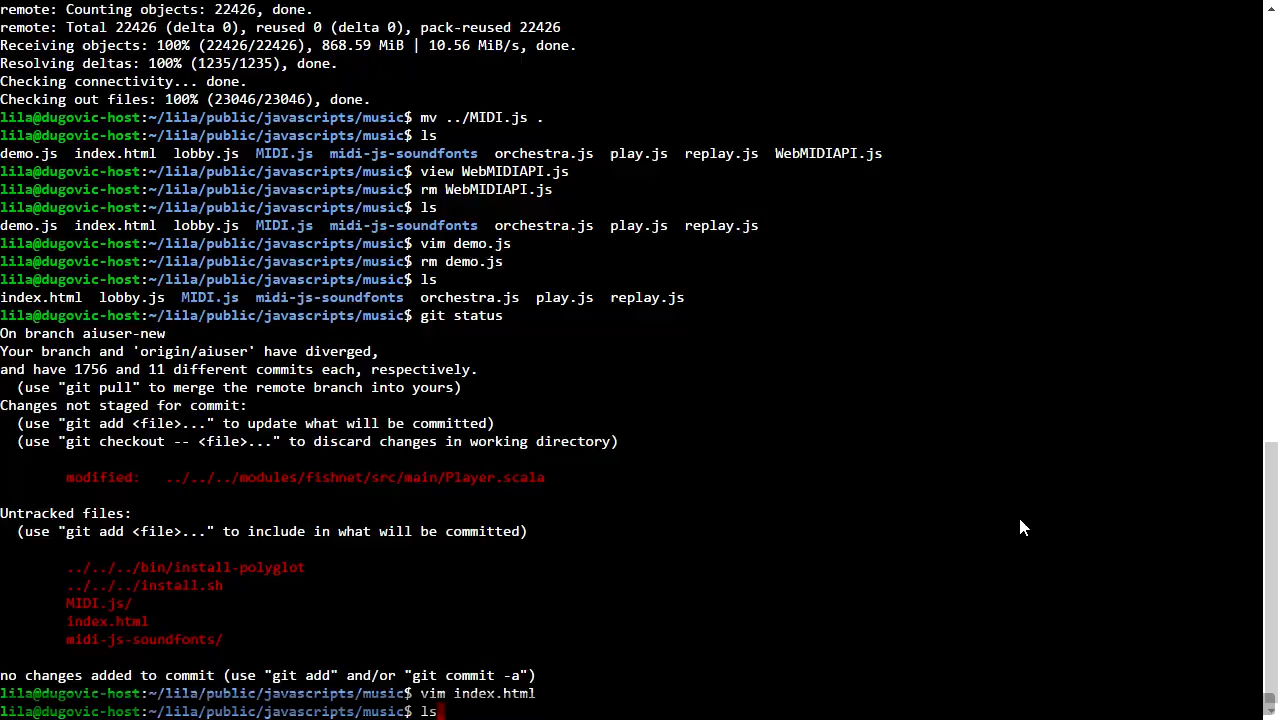 remote: Counting objects: 22426, done.
remote: Total 22426 (delta 0), reused 0 (delta 0), pack-reused 22426
Receiving objects: 100% (22426/22426), 868.59 MiB | 10.56 MiB/s, done.
Resolving deltas: 100% (1235/1235), done.
Checking connectivity... done.
Checking out files: 100% (23046/23046), done.
lila@dugovic-host:~/lila/public/javascripts/music$ mv ../MIDI.js .
lila@dugovic-host:~/lila/public/javascripts/music$ ls
demo.js  index.html  lobby.js  MIDI.js  midi-js-soundfonts  orchestra.js  play.js  replay.js  WebMIDIAPI.js
lila@dugovic-host:~/lila/public/javascripts/music$ view WebMIDIAPI.js
lila@dugovic-host:~/lila/public/javascripts/music$ rm WebMIDIAPI.js
lila@dugovic-host:~/lila/public/javascripts/music$ ls
demo.js  index.html  lobby.js  MIDI.js  midi-js-soundfonts  orchestra.js  play.js  replay.js
lila@dugovic-host:~/lila/public/javascripts/music$ vim demo.js
lila@dugovic-host:~/lila/public/javascripts/music$ rm demo.js
lila@dugovic-host:~/lila/public/javascripts/music$ ls
index.html  lobby.js  MIDI.js  midi-js-soundfonts  orchestra.js  play.js  replay.js
lila@dugovic-host:~/lila/public/javascripts/music$ git status
On branch aiuser-new
Your branch and 'origin/aiuser' have diverged,
and have 1756 and 11 different commits each, respectively.
  (use "git pull" to merge the remote branch into yours)
Changes not staged for commit:
  (use "git add <file>..." to update what will be committed)
  (use "git checkout -- <file>..." to discard changes in working directory)
modified:   ../../../modules/fishnet/src/main/Player.scala
Untracked files:
  (use "git add <file>..." to include in what will be committed)
../../../bin/install-polyglot
../../../install.sh
MIDI.js/
index.html
midi-js-soundfonts/
no changes added to commit (use "git add" and/or "git commit -a")
lila@dugovic-host:~/lila/public/javascripts/music$ vim index.html
lila@dugovic-host:~/lila/public/javascripts/music$ ls